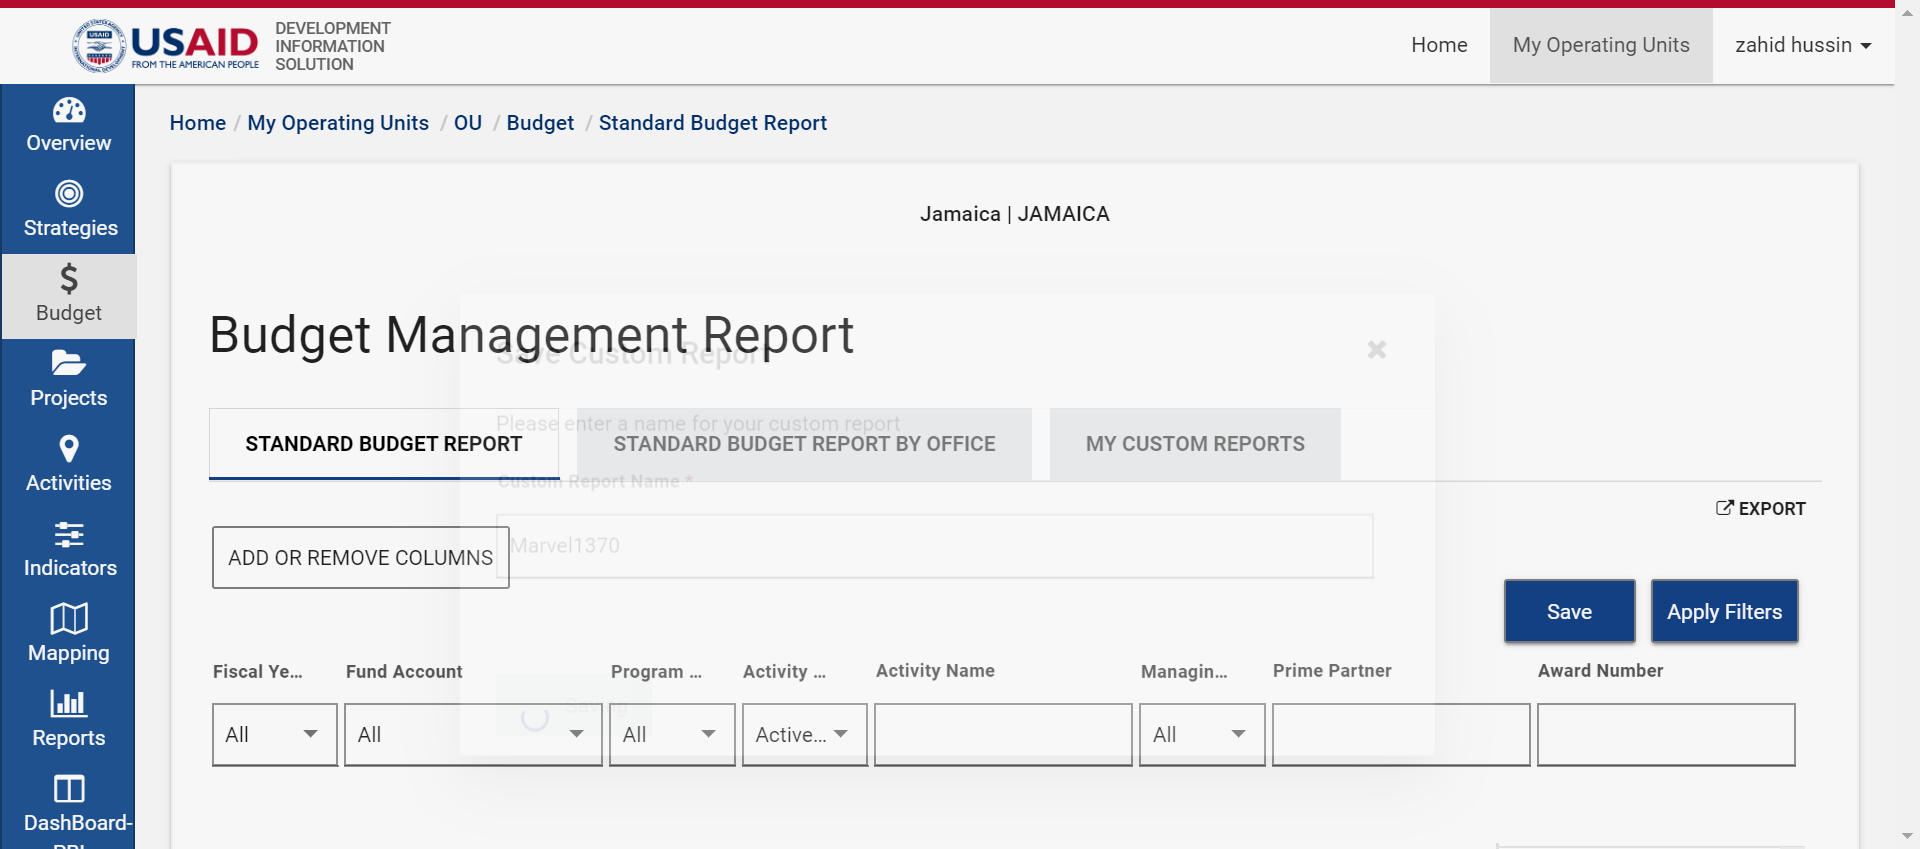 USAID
FROM THE AMERICAN PEOPLE
DEVELOPMENT
INFORMATION
SOLUTION
Home
My Operating Units
zahid hussin
Overview
Strategies
Budget
Projects
Activities
Indicators
Mapping
Reports
DashBoard-
Home / My Operating Units / OU / Budget / Standard Budget Report
Jamaica | JAMAICA
Budget Management Report
Save Custom Report
Please enter a name for your custom report
STANDARD BUDGET REPORT
STANDARD BUDGET REPORT BY OFFICE
MY CUSTOM REPORTS
Custom Report Name *
EXPORT
ADD OR REMOVE COLUMNS
Marvel1370
Save
Apply Filters
Fiscal Ye...
Fund Account
Program ...
Activity ...
Activity Name
Managin...
Prime Partner
Award Number
Saving
All
All
All
Active...
All